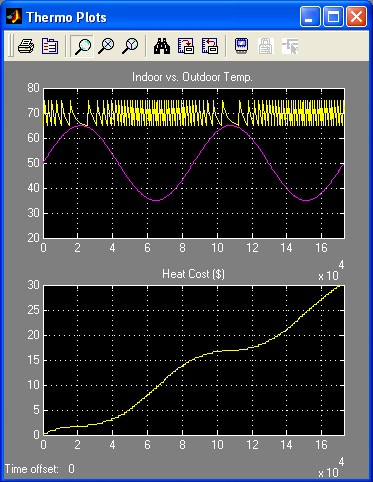 Thermo Plots
Indoor vs. Outdoor Temp.
80
70
60
50
40
30
20
0 2 4 6 8 10 12 14 16
x 10 4
Heat Cost ($)
30
25
20
15
10
5
0
0 2 4 6 8 10 12 14 16
x 10 4
Time offset: 0